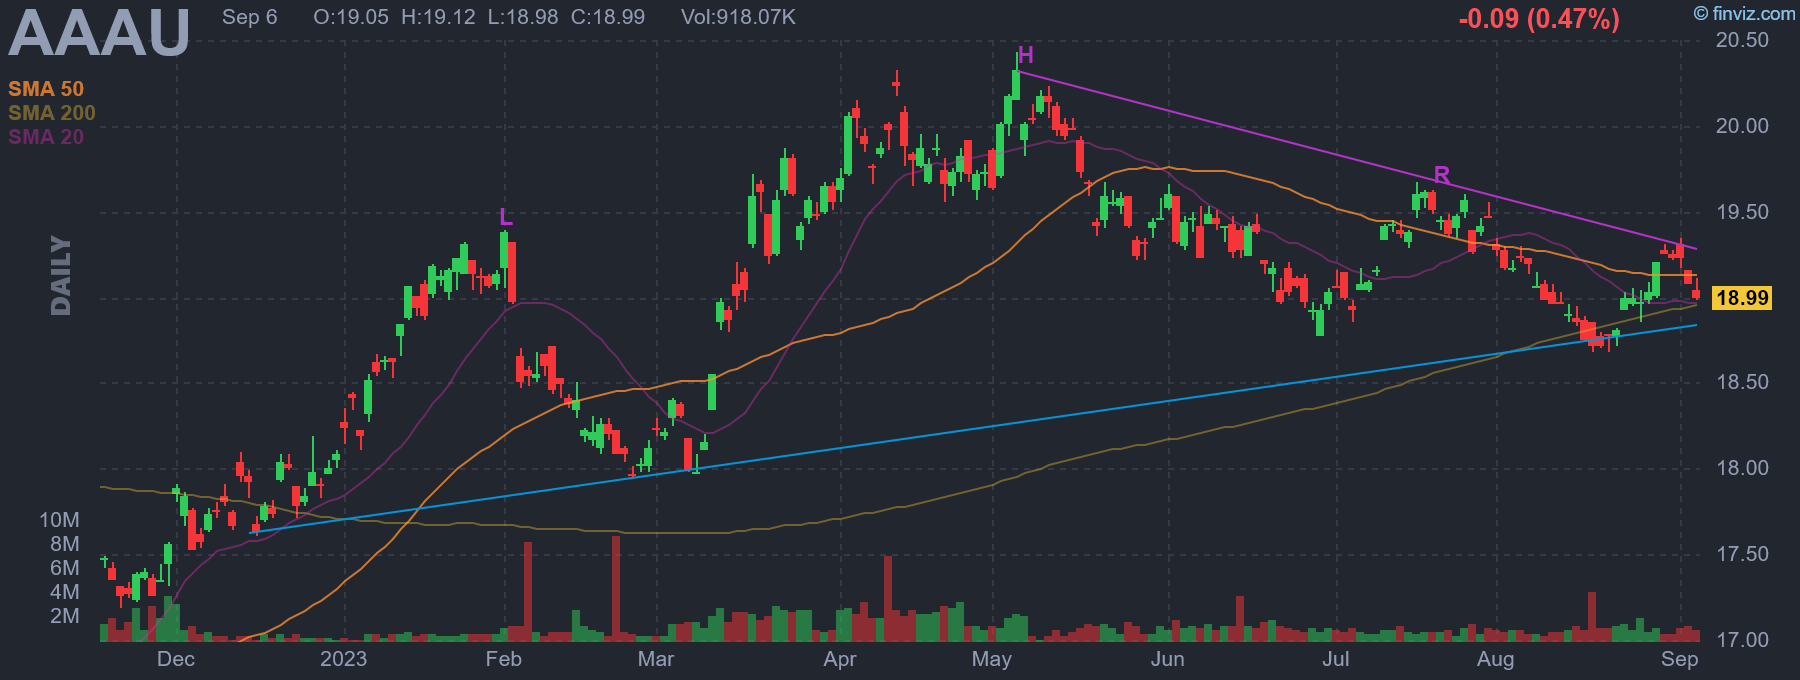 AAAU
Sep 6 O:19.05 H:19.12 L:18.98 C:18.99 Vol:918.07K
-0.09 (0.47%)
© finviz.com
SMA 50
SMA 200
SMA 20
DAILY
L
H
R
20.50
20.00
19.50
18.99
18.50
18.00
17.50
17.00
10M
8M
6M
4M
2M
Dec 2023 Feb Mar Apr May Jun Jul Aug Sep